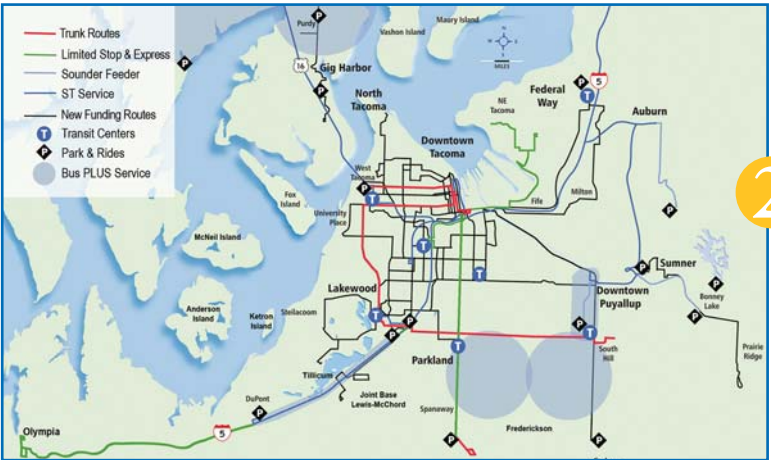 Trunk Routes
Limited Stop & Express
Sounder Feeder
ST Service
New Funding Routes
T Transit Centers
P Park & Rides
Bus PLUS Service
Purdy
P
Vashon Island
Maury Island
N
W
E
S
MILES
16
Gig Harbor
P
P
North
Tacoma
Federal
Way
P
T
5
NE
Tacoma
Auburn
Downtown
Tacoma
West
Tacoma
P
T
Fox
Island
University
Place
Fife
Milton
P
McNeil Island
T
T
Sumner
P
P
Bonney
Lake
Lakewood
Steilacoom
Anderson
Island
Ketron
Island
T
P
P
Downtown
Puyallup
P
T
P
Prairie
Ridge
South
Hill
Parkland
T
Tillicum
Joint Base
Lewis-McChord
DuPont
P
Spanaway
Frederickson
P
P
Olympia
5
2